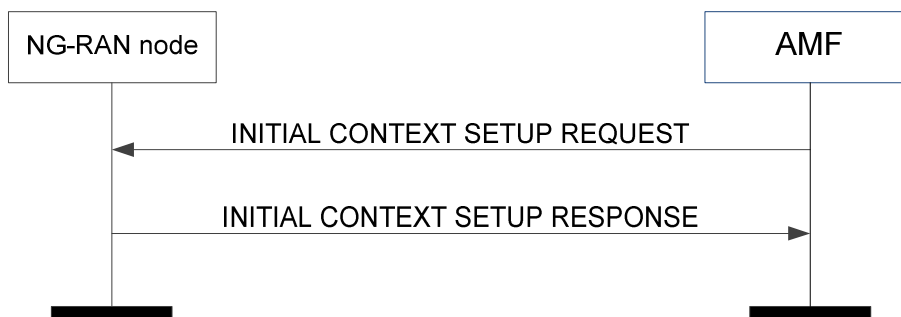 NG-RAN node
AMF
INITIAL CONTEXT SETUP REQUEST
INITIAL CONTEXT SETUP RESPONSE